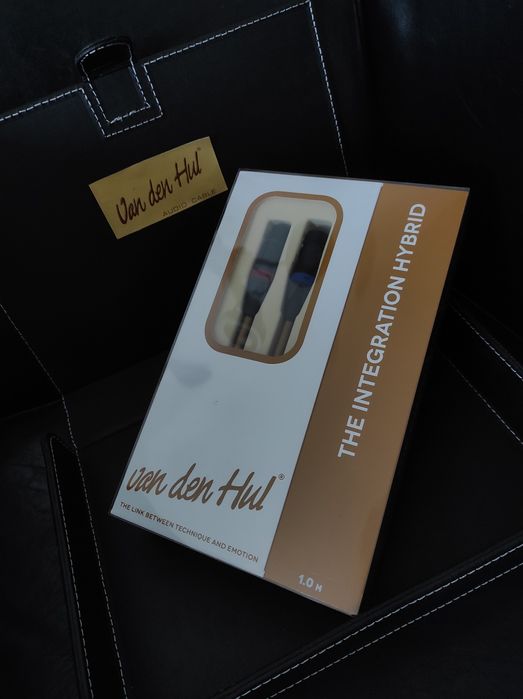 van den Hul®
AUDIO CABLE
THE INTEGRATION HYBRID
van den Hul®
THE LINK BETWEEN TECHNIQUE AND EMOTION
1.0 M